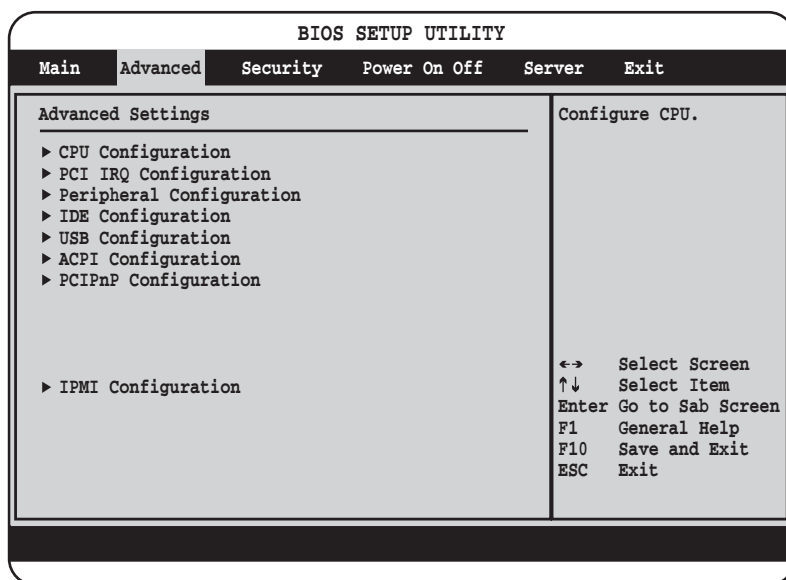 BIOS SETUP UTILITY
Main Advanced Security Power On Off Server Exit
Advanced Settings
▶ CPU Configuration
▶ PCI IRQ Configuration
▶ Peripheral Configuration
▶ IDE Configuration
▶ USB Configuration
▶ ACPI Configuration
▶ PCIPnP Configuration
▶ IPMI Configuration
Configure CPU.
←→ Select Screen
↑↓ Select Item
Enter Go to Sab Screen
F1 General Help
F10 Save and Exit
ESC Exit